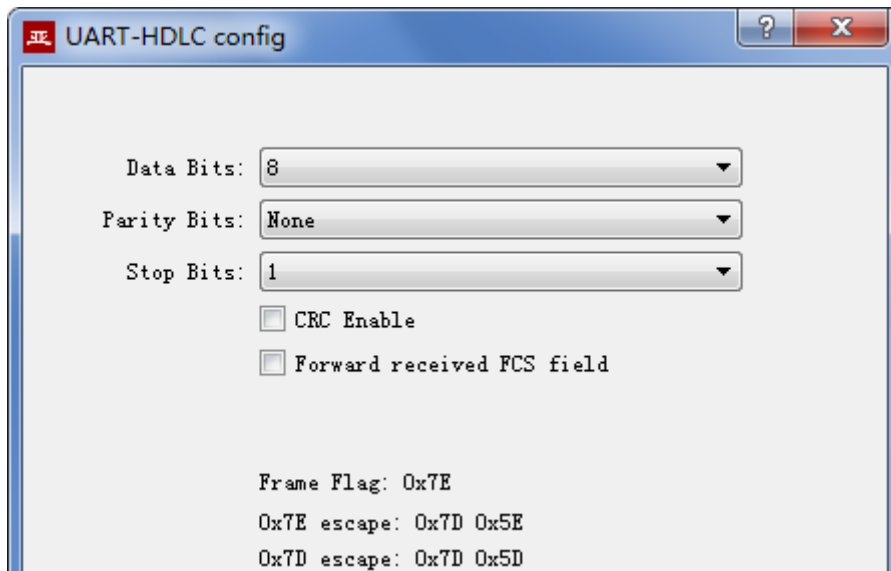 亚 UART-HDLC config ? X
Data Bits: 8
Parity Bits: None
Stop Bits: 1
CRC Enable
Forward received FCS field
Frame Flag: 0x7E
0x7E escape: 0x7D 0x5E
0x7D escape: 0x7D 0x5D